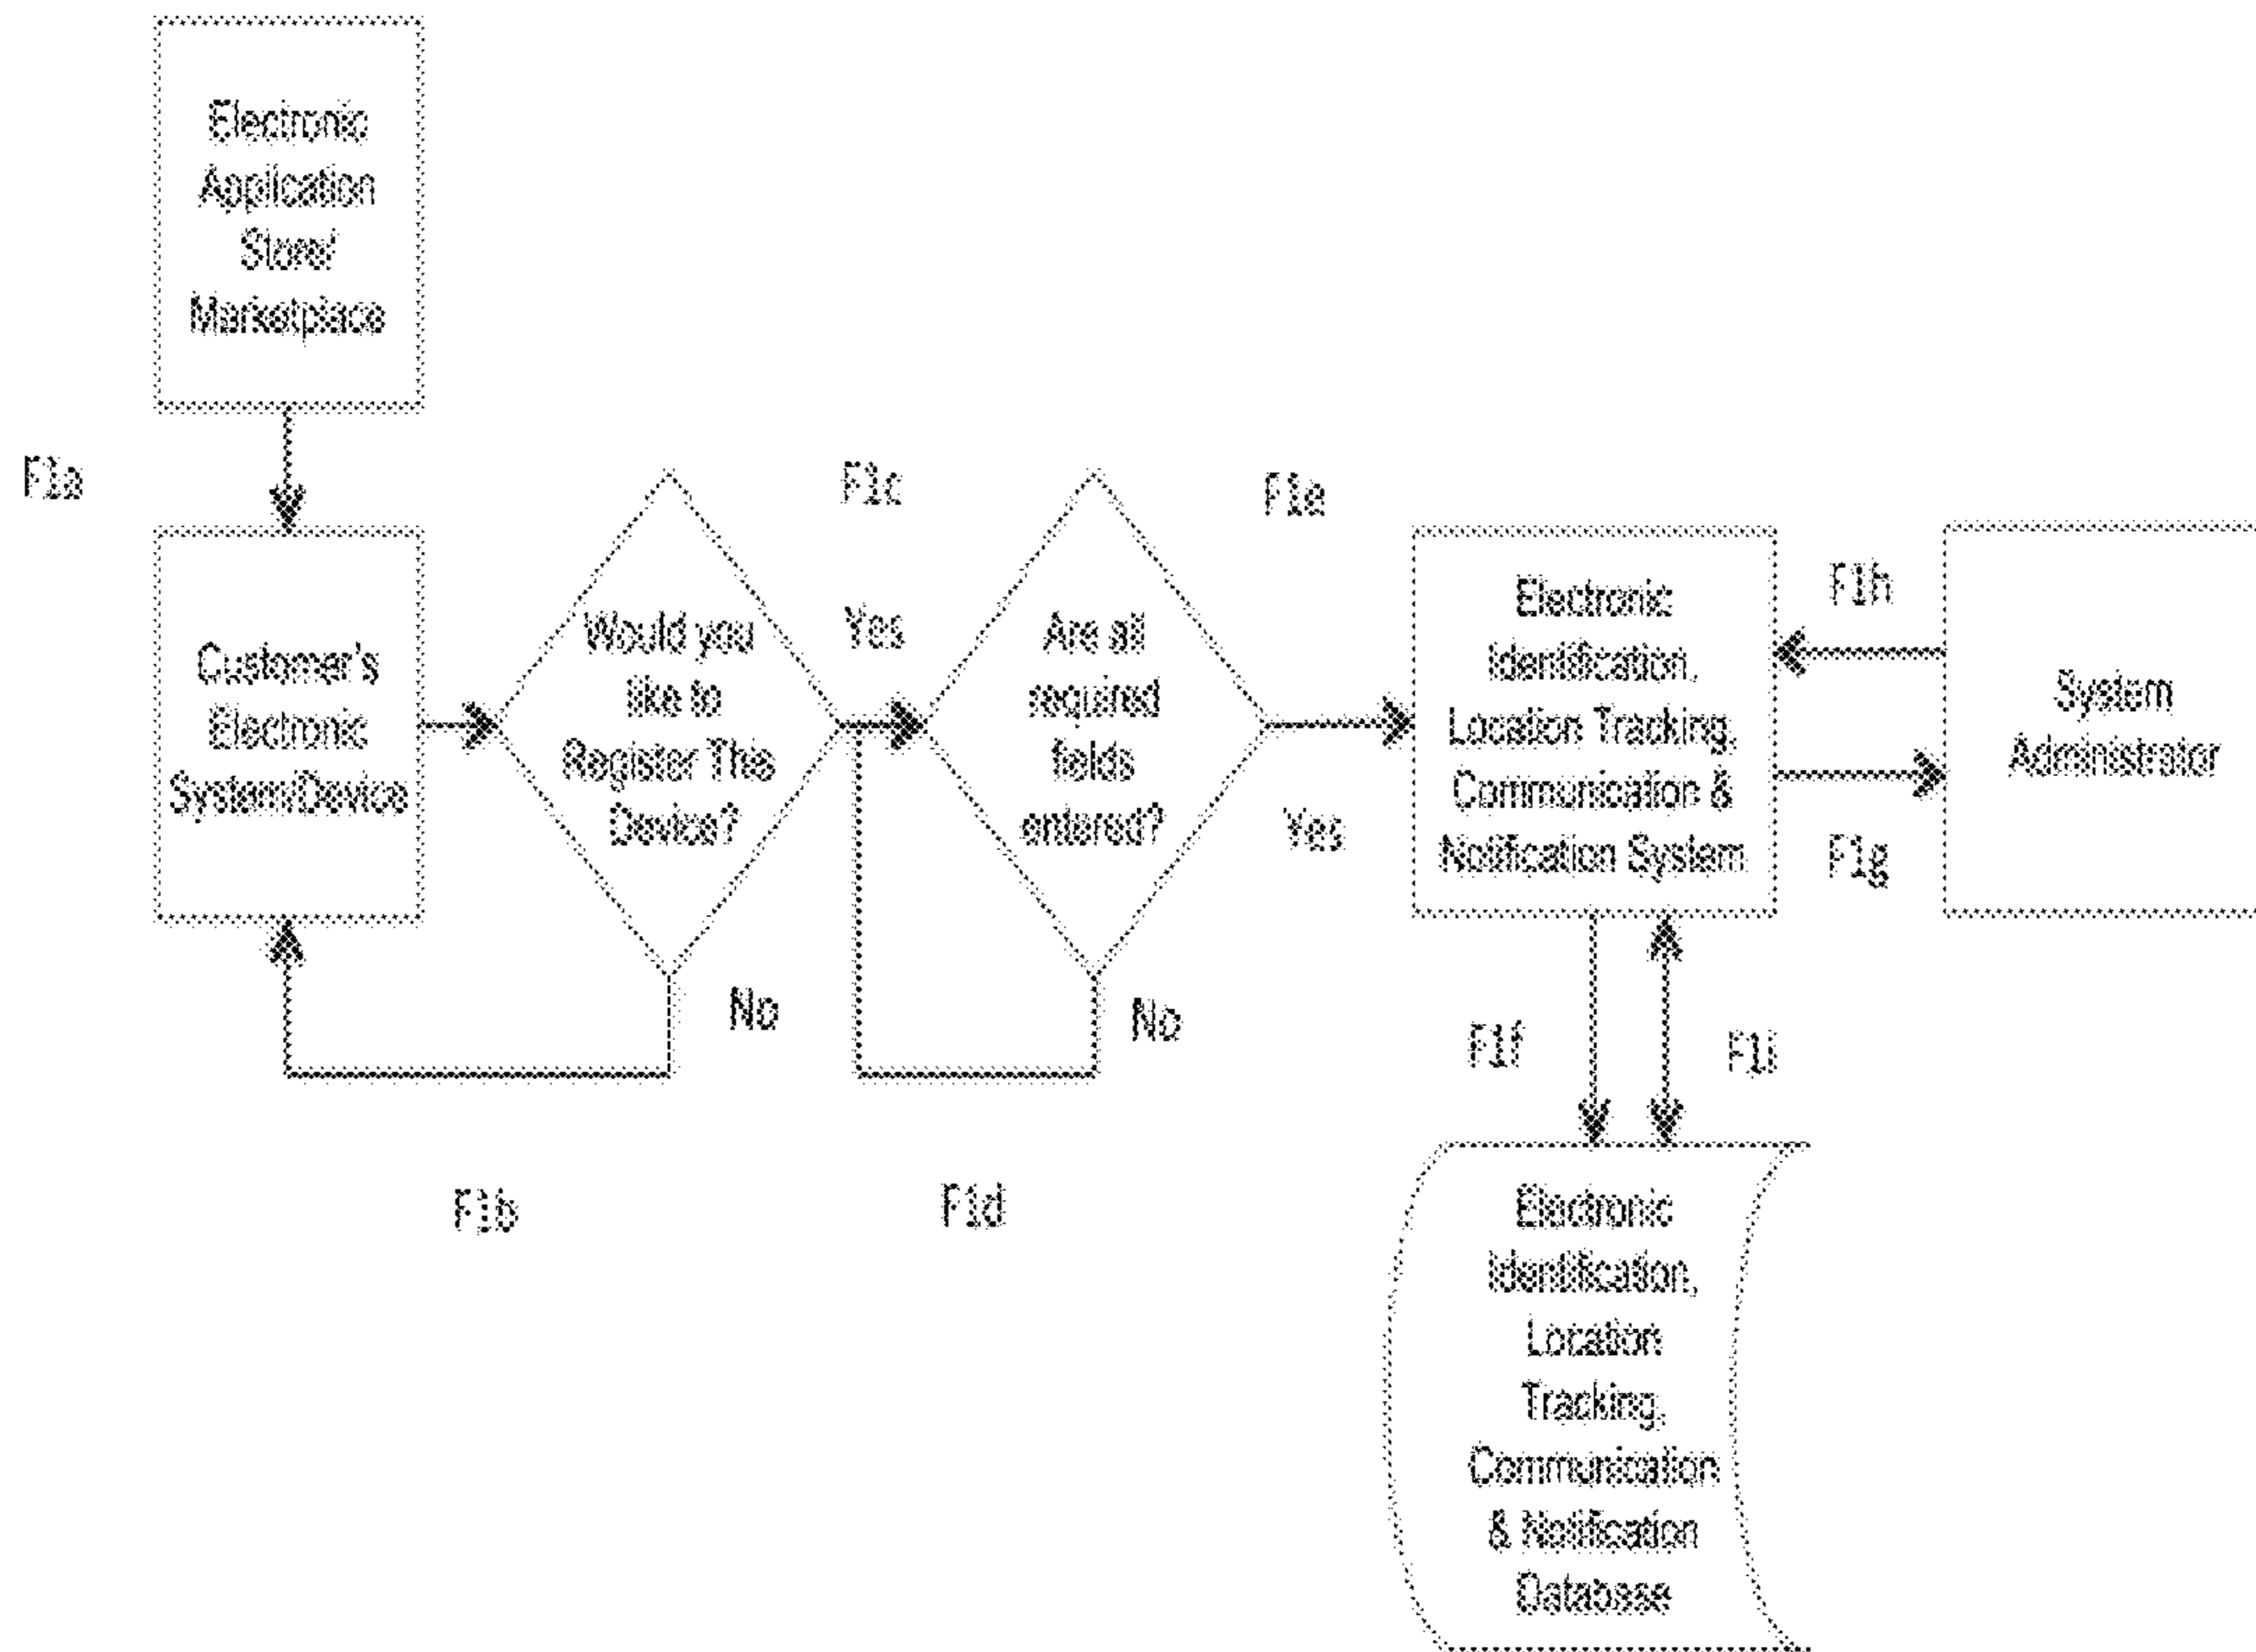 Electronic
Application
Store/
Marketplace
F1a
Customer's
Electronic
System/Device
Would you
like to
Register This
Device?
No
F1b
F1c
Yes
Are all
required
fields
entered?
No
F1d
F1e
Yes
Electronic
Identification,
Location Tracking,
Communication &
Notification System
F1h
F1g
System
Administrator
F1f
F1i
Electronic
Identification,
Location
Tracking,
Communication
& Notification
Database